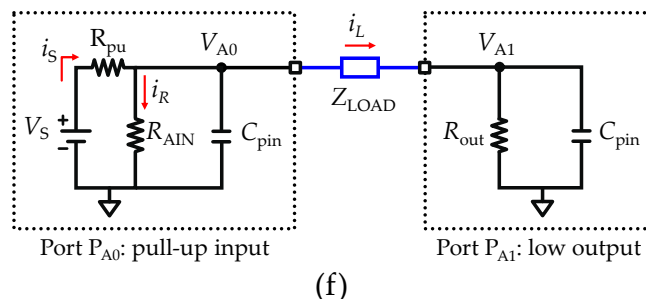 i_S R_pu V_A0 i_L V_A1
i_R
Z_LOAD
V_S + − R_AIN C_pin R_out C_pin
Port P_A0: pull-up input Port P_A1: low output
(f)